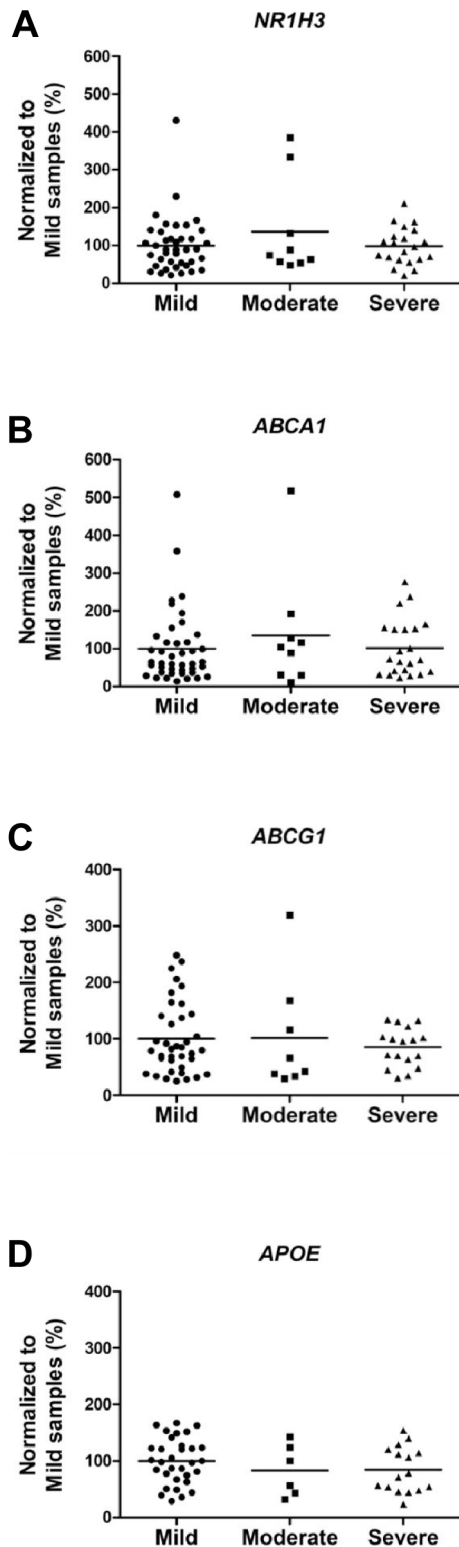 A
NR1H3
Normalized to
Mild samples (%)
600
500
400
300
200
100
0
Mild Moderate Severe
B
ABCA1
Normalized to
Mild samples (%)
600
500
400
300
200
100
0
Mild Moderate Severe
C
ABCG1
Normalized to
Mild samples (%)
400
300
200
100
0
Mild Moderate Severe
D
APOE
Normalized to
Mild samples (%)
400
300
200
100
0
Mild Moderate Severe